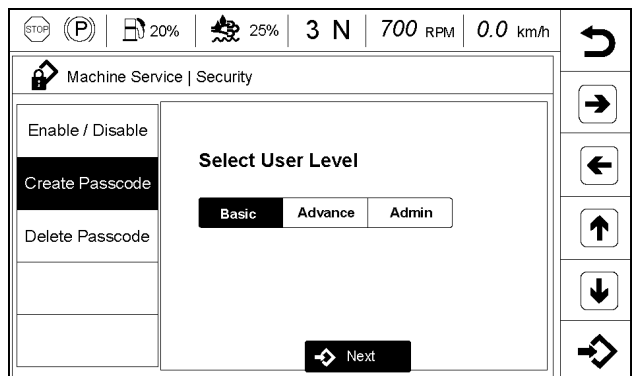 STOP P 20% 25% 3 N 700 RPM 0.0 km/h
Machine Service | Security
Enable / Disable
Create Passcode
Delete Passcode
Select User Level
Basic Advance Admin
Next